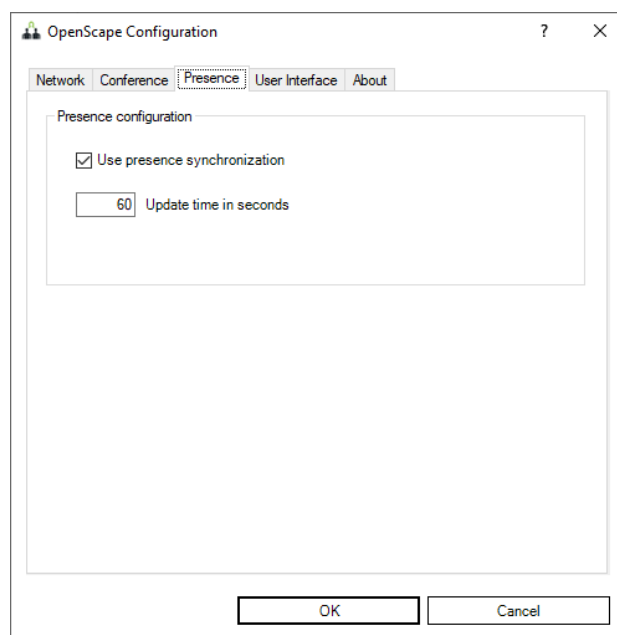 OpenScape Configuration ?
Network Conference Presence User Interface About
Presence configuration
Use presence synchronization
60 Update time in seconds
OK Cancel